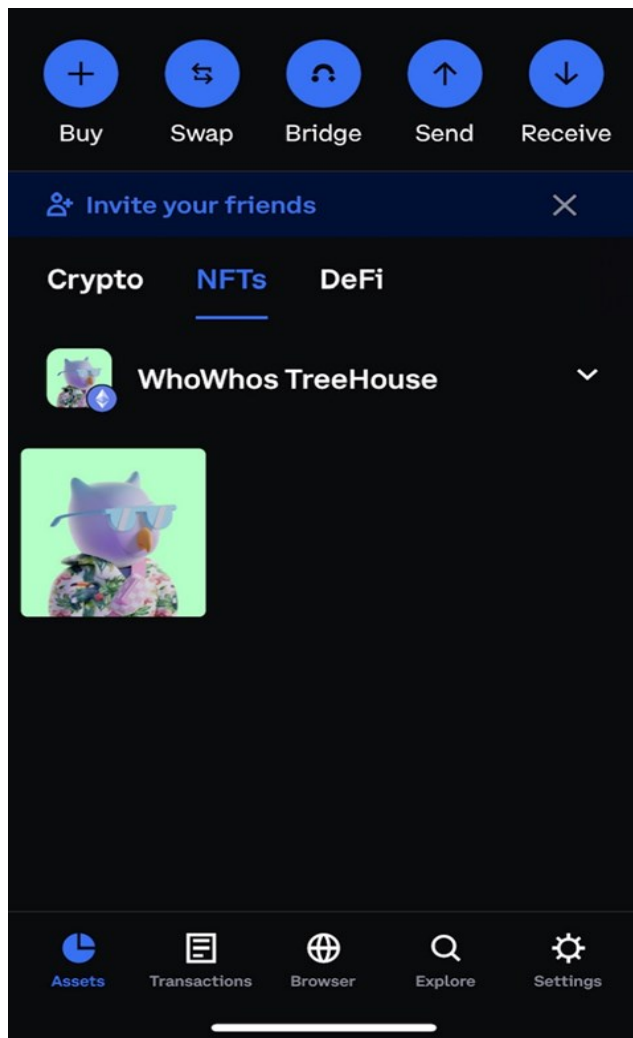 Buy Swap Bridge Send Receive
Invite your friends
Crypto NFTs DeFi
WhoWhos TreeHouse
Assets Transactions Browser Explore Settings